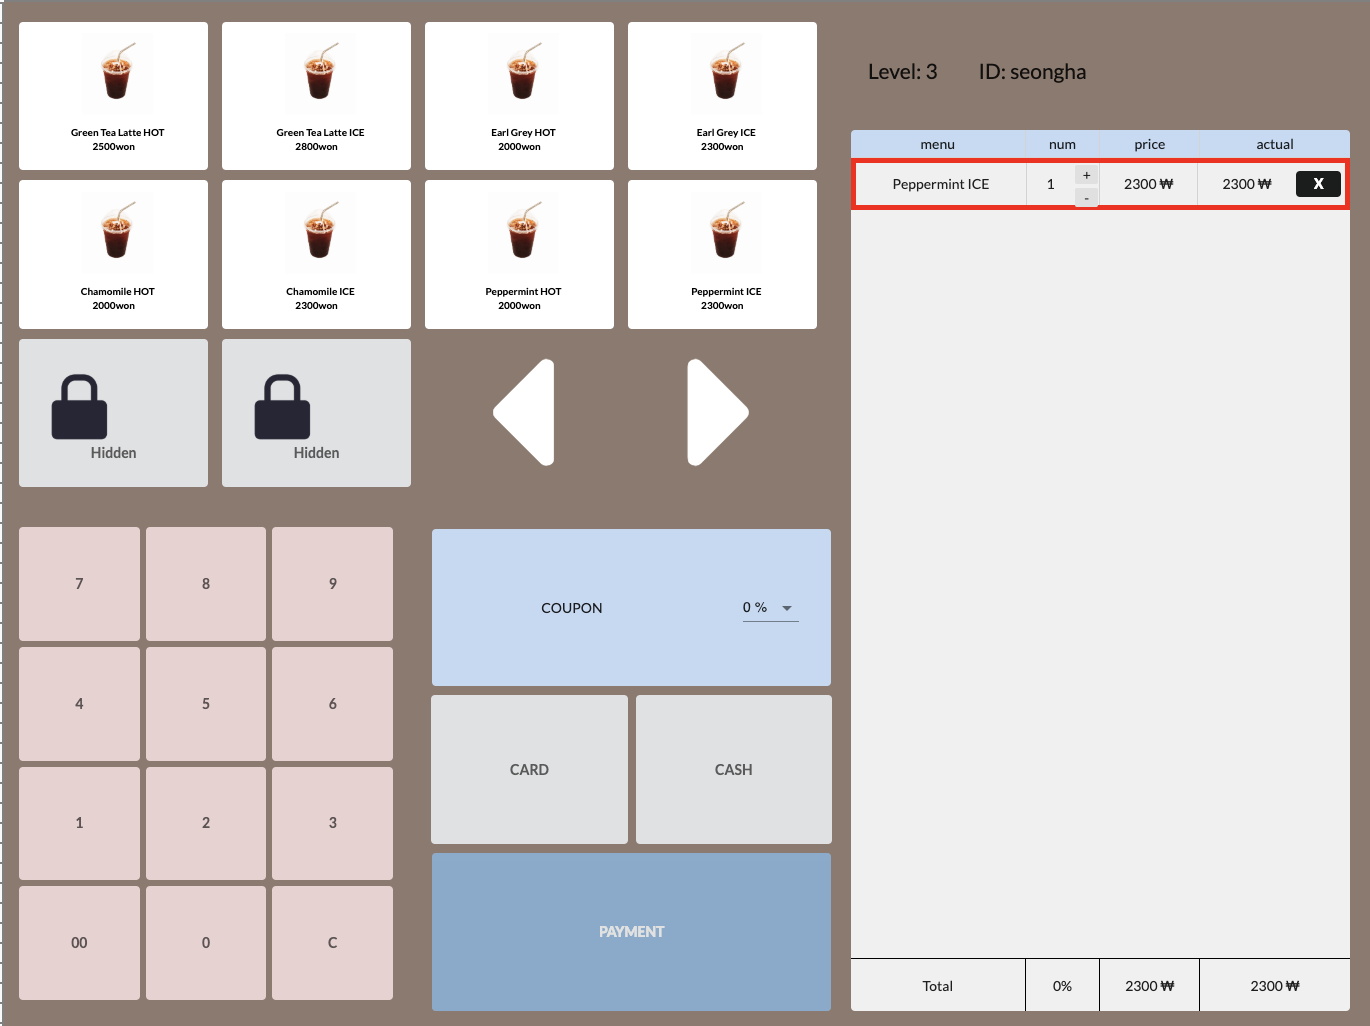 Level: 3 ID: seongha
Green Tea Latte HOT
2500won
Green Tea Latte ICE
2800won
Earl Grey HOT
2000won
Earl Grey ICE
2300won
Chamomile HOT
2000won
Chamomile ICE
2300won
Peppermint HOT
2000won
Peppermint ICE
2300won
Hidden
Hidden
7 8 9
4 5 6
1 2 3
00 0 C
COUPON 0 %
CARD CASH
PAYMENT
menu num price actual
Peppermint ICE 1 + - 2300 ₩ 2300 ₩ X
Total 0% 2300 ₩ 2300 ₩